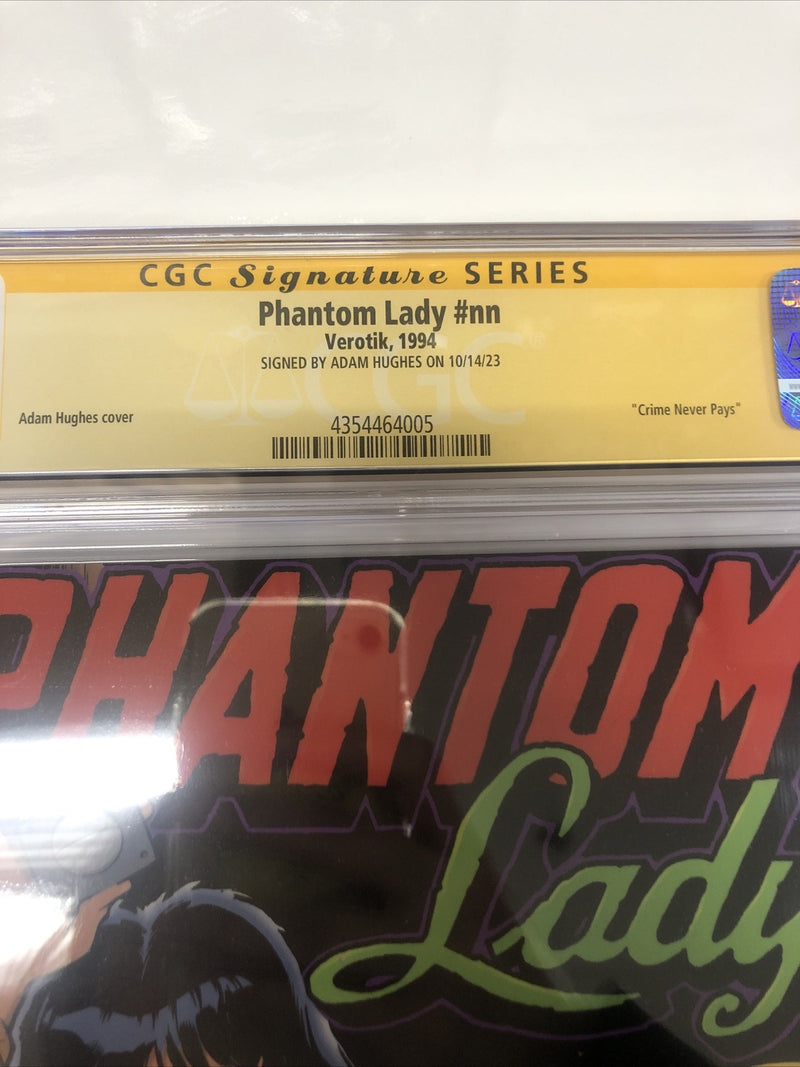 CGC Signature SERIES
Phantom Lady #nn
Verotik, 1994
SIGNED BY ADAM HUGHES ON 10/14/23
Adam Hughes cover
"Crime Never Pays"
CGC
4354464005
PHANTOM
Lady